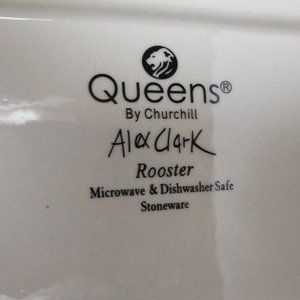 Queens®
By Churchill
Alex Clark
Rooster
Microwave & Dishwasher Safe
Stoneware